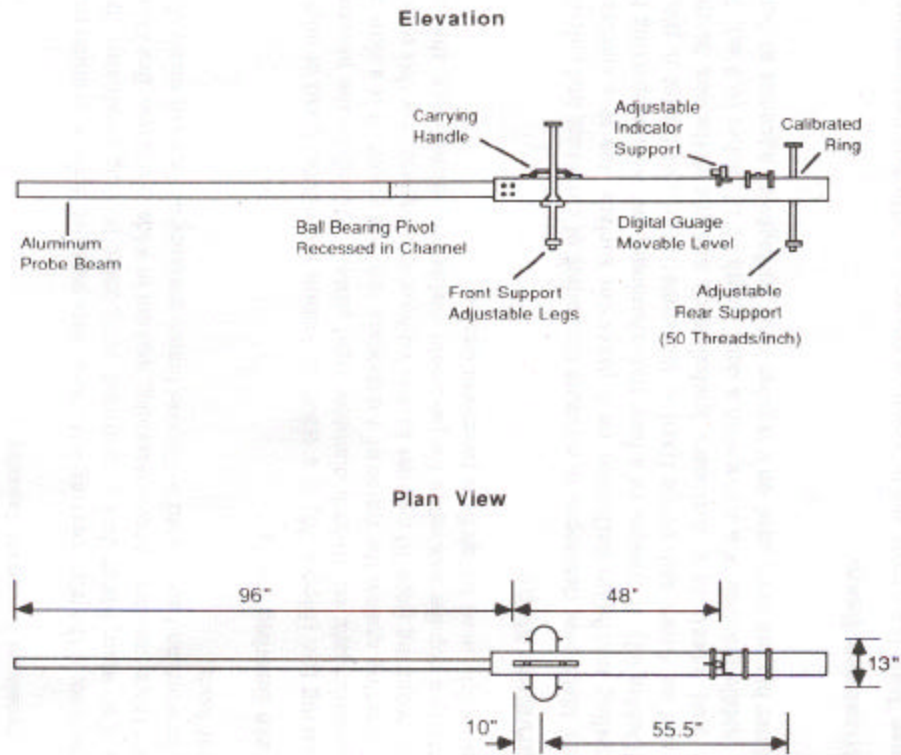 Elevation
Carrying
Handle
Adjustable
Indicator
Support
Calibrated
Ring
Aluminum
Probe Beam
Ball Bearing Pivot
Recessed in Channel
Digital Guage
Movable Level
Front Support
Adjustable Legs
Adjustable
Rear Support
(50 Threads/inch)
Plan View
96"
48"
13"
10"
55.5"